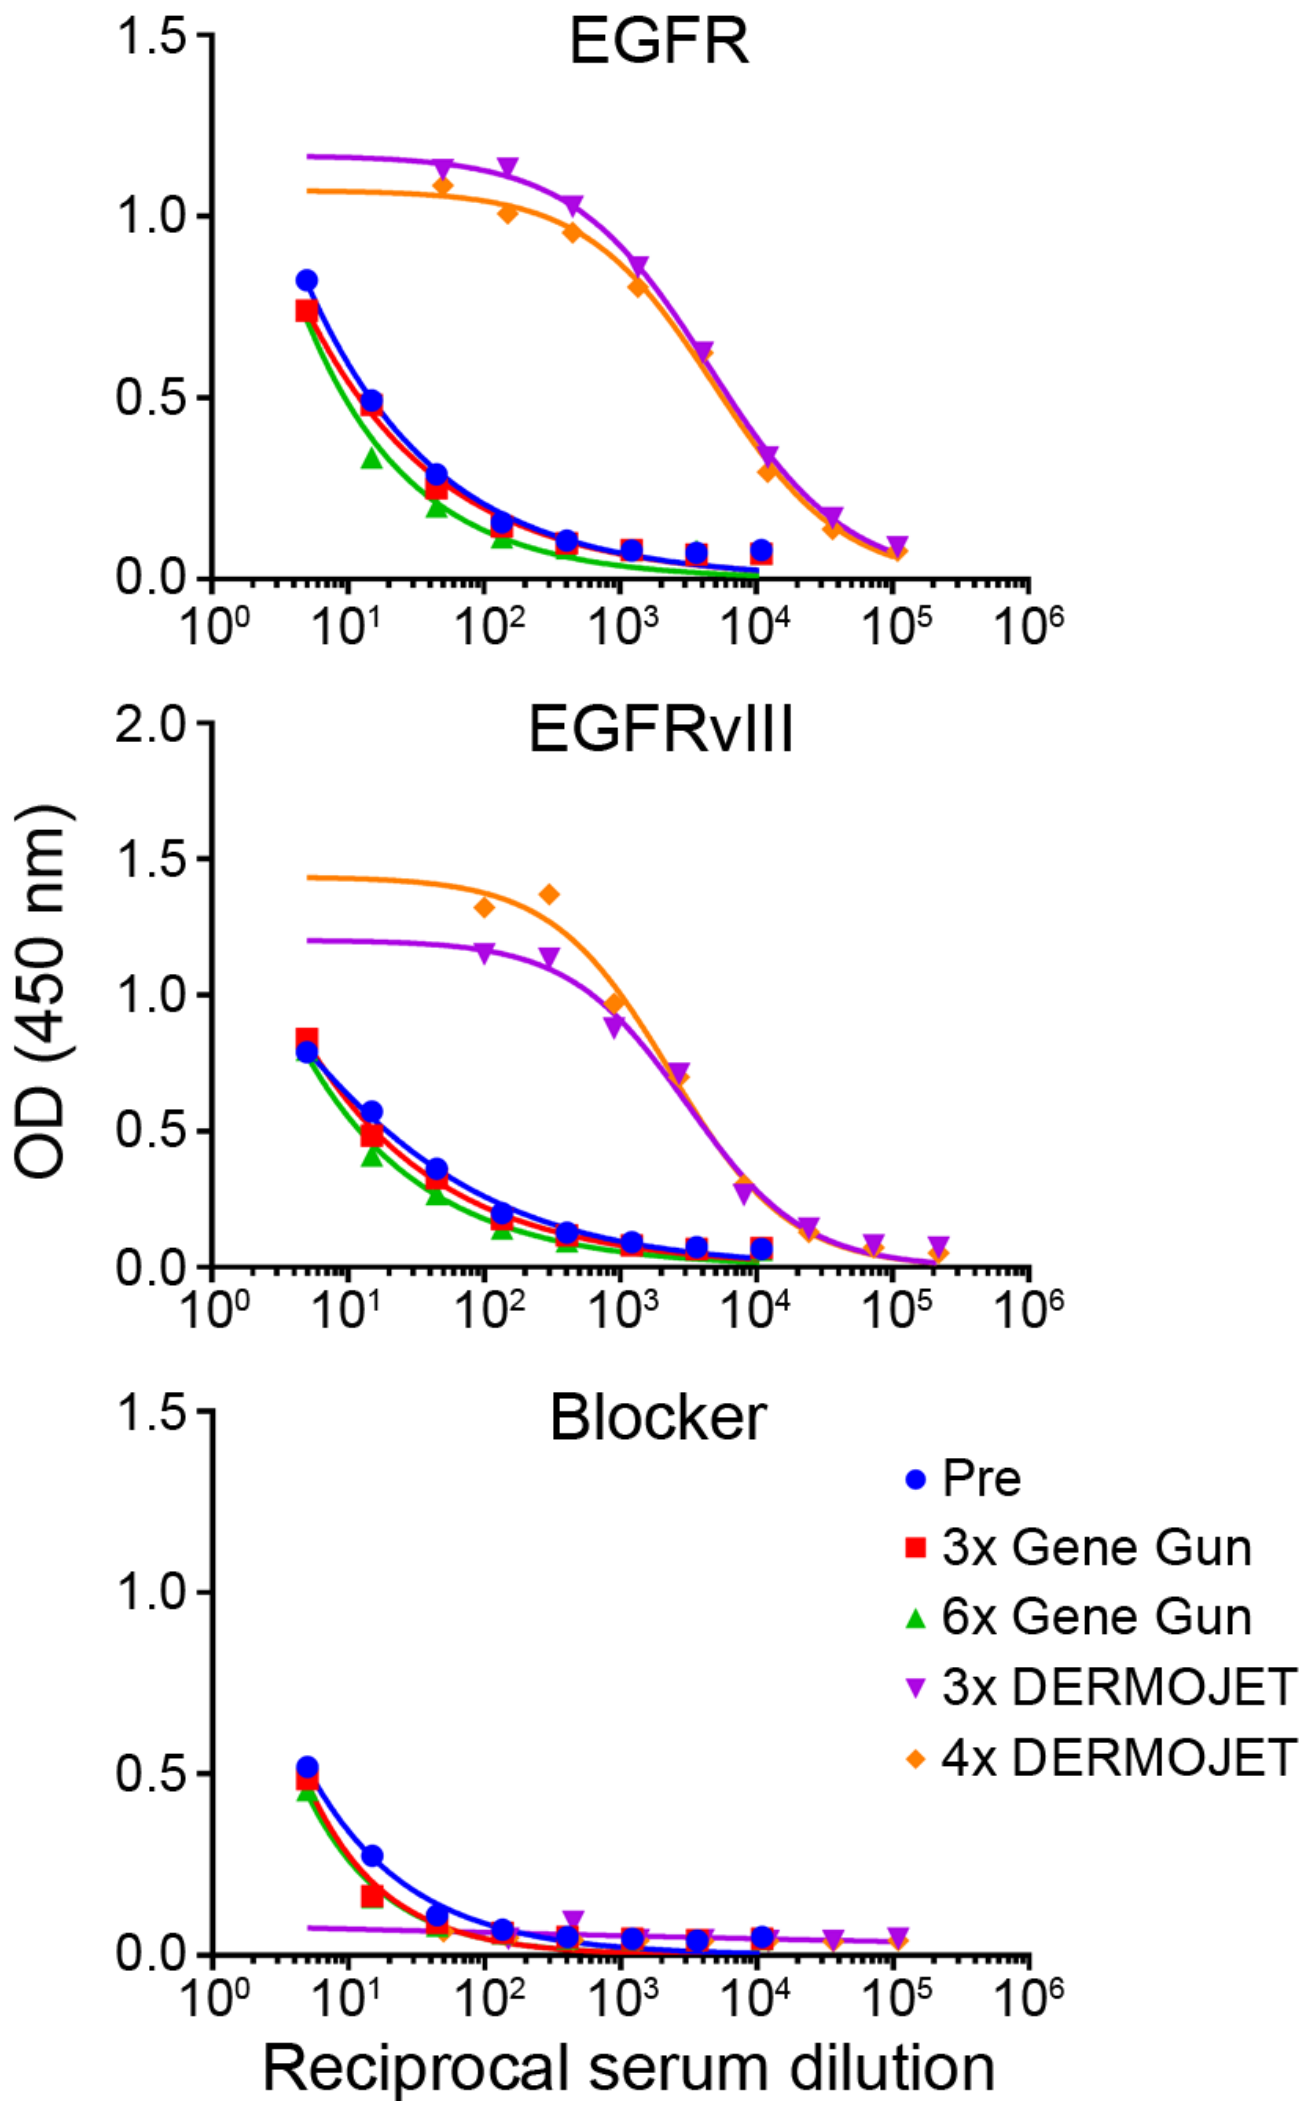 EGFR
1.5
1.0
0.5
0.0
10⁰ 10¹ 10² 10³ 10⁴ 10⁵ 10⁶
EGFRvIII
2.0
1.5
1.0
0.5
0.0
10⁰ 10¹ 10² 10³ 10⁴ 10⁵ 10⁶
OD (450 nm)
Blocker
1.5
1.0
0.5
0.0
Pre
3x Gene Gun
6x Gene Gun
3x DERMOJET
4x DERMOJET
10⁰ 10¹ 10² 10³ 10⁴ 10⁵ 10⁶
Reciprocal serum dilution